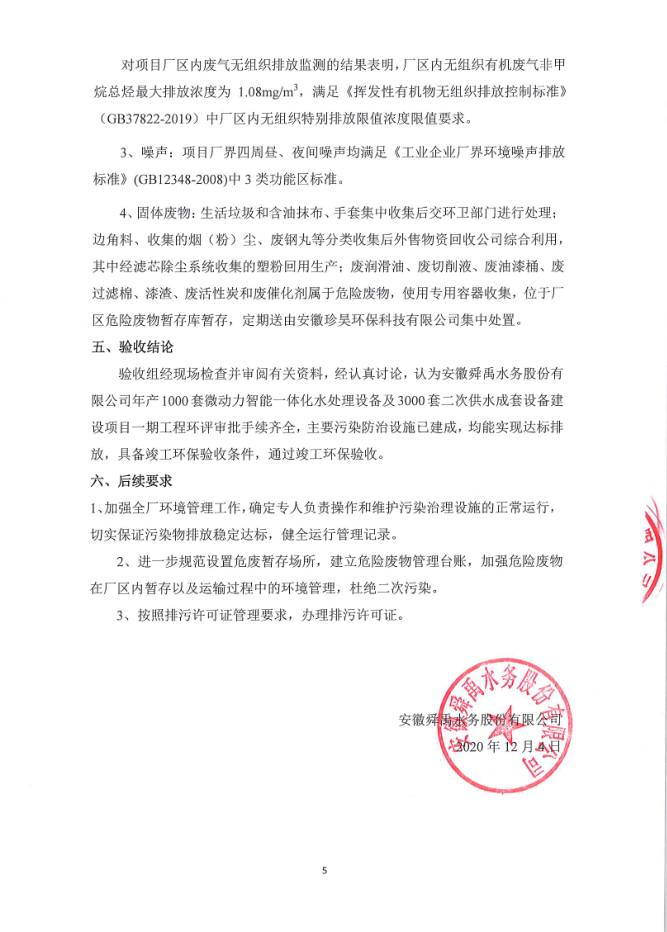 对项目厂区内废气无组织排放监测的结果表明，厂区内无组织有机废气非甲
烷总烃最大排放浓度为 1.08mg/m³，满足《挥发性有机物无组织排放控制标准》
（GB37822-2019）中厂区内无组织特别排放限值浓度限值要求。
3、噪声：项目厂界四周昼、夜间噪声均满足《工业企业厂界环境噪声排放
标准》(GB12348-2008)中 3 类功能区标准。
4、固体废物：生活垃圾和含油抹布、手套集中收集后交环卫部门进行处理；
边角料、收集的烟（粉）尘、废钢丸等分类收集后外售物资回收公司综合利用，
其中经滤芯除尘系统收集的塑粉回用生产；废润滑油、废切削液、废油漆桶、废
过滤棉、漆渣、废活性炭和废催化剂属于危险废物，使用专用容器收集，位于厂
区危险废物暂存库暂存，定期送由安徽珍昊环保科技有限公司集中处置。
五、验收结论
验收组经现场检查并审阅有关资料，经认真讨论，认为安徽舜禹水务股份有
限公司年产1000套微动力智能一体化水处理设备及3000套二次供水成套设备建
设项目一期工程环评审批手续齐全，主要污染防治设施已建成，均能实现达标排
放，具备竣工环保验收条件，通过竣工环保验收。
六、后续要求
1、加强全厂环境管理工作，确定专人负责操作和维护污染治理设施的正常运行，
切实保证污染物排放稳定达标，健全运行管理记录。
2、进一步规范设置危废暂存场所，建立危险废物管理台账，加强危险废物
在厂区内暂存以及运输过程中的环境管理，杜绝二次污染。
3、按照排污许可证管理要求，办理排污许可证。
安徽舜禹水务股份有限公司
安徽舜禹水务股份有限公司
2020 年 12 月 4 日
5